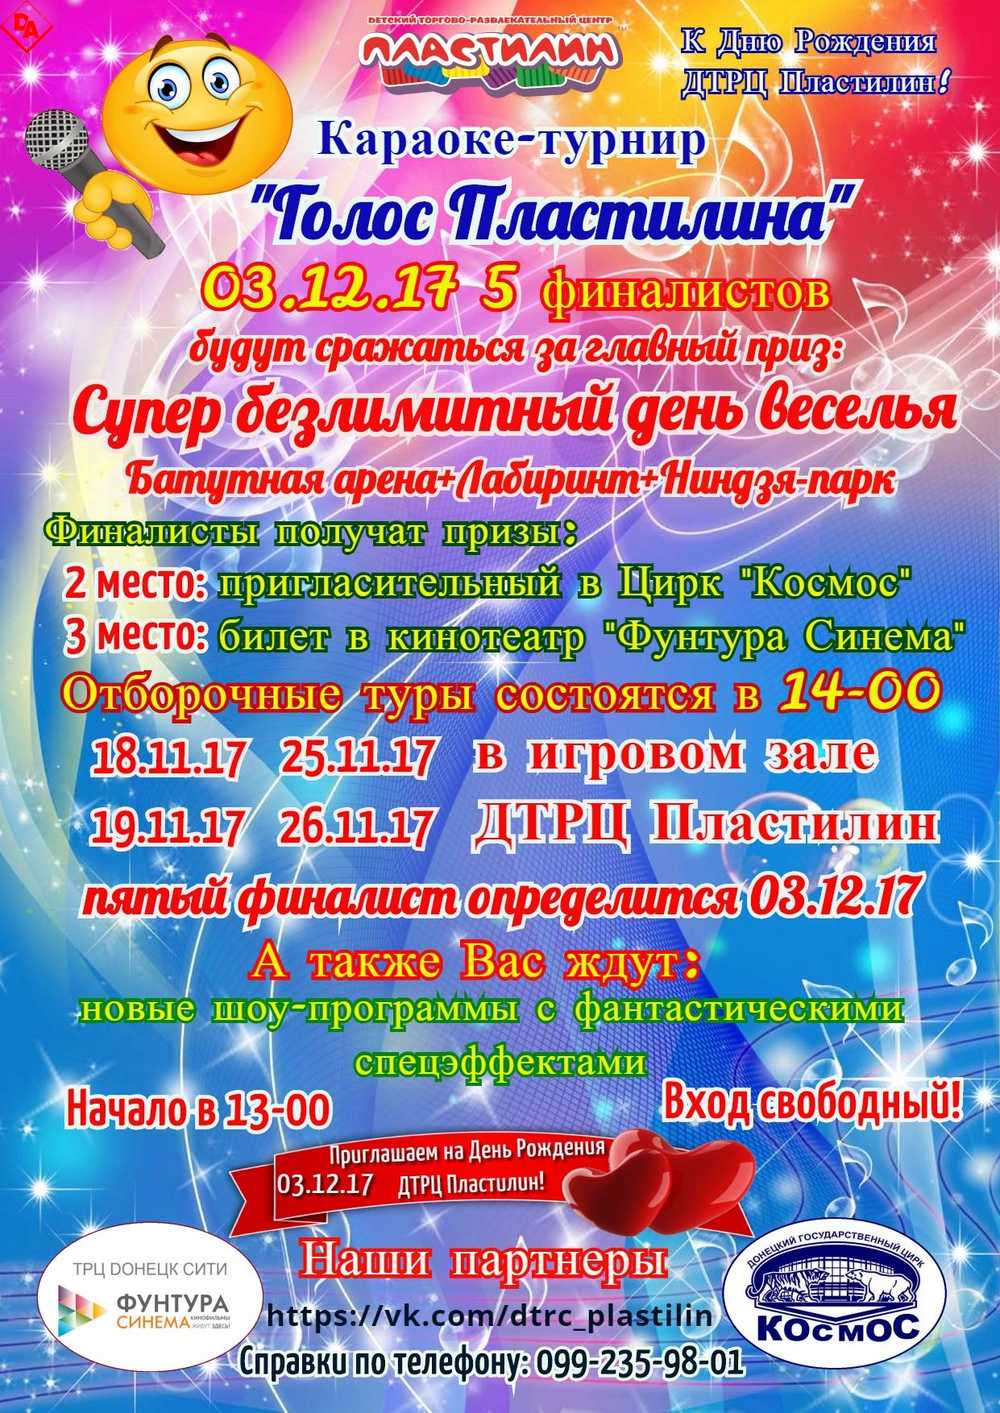 DA
ДЕТСКИЙ ТОРГОВО-РАЗВЛЕКАТЕЛЬНЫЙ ЦЕНТР
ПЛАСТИЛИН
К Дню Рождения
ДТРЦ Пластилин!
Караоке-турнир
"Голос Пластилина"
03.12.17 5 финалистов
будут сражаться за главный приз:
Супер безлимитный день веселья
Батутная арена+Лабиринт+Ниндзя-парк
Финалисты получат призы:
2 место: пригласительный в Цирк "Космос"
3 место: билет в кинотеатр "Фунтура Синема"
Отборочные туры состоятся в 14-00
18.11.17 25.11.17 в игровом зале
19.11.17 26.11.17 ДТРЦ Пластилин
пятый финалист определится 03.12.17
А также Вас ждут:
новые шоу-программы с фантастическими
спецэффектами
Начало в 13-00
Вход свободный!
Приглашаем на День Рождения
03.12.17 ДТРЦ Пластилин!
Наши партнеры
ТРЦ DОНЕЦК СИТИ
ФУНТУРА
СИНЕМА
КИНОФИЛЬМЫ
ЖИВУТ ЗДЕСЬ!
ДОНЕЦКИЙ ГОСУДАРСТВЕННЫЙ ЦИРК
КОСМОС
https://vk.com/dtrc_plastilin
Справки по телефону: 099-235-98-01